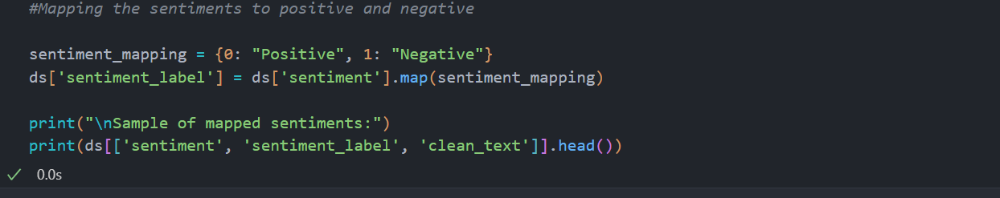 #Mapping the sentiments to positive and negative
sentiment_mapping = {0: "Positive", 1: "Negative"}
ds['sentiment_label'] = ds['sentiment'].map(sentiment_mapping)
print("\nSample of mapped sentiments:")
print(ds[['sentiment', 'sentiment_label', 'clean_text']].head())
0.0s